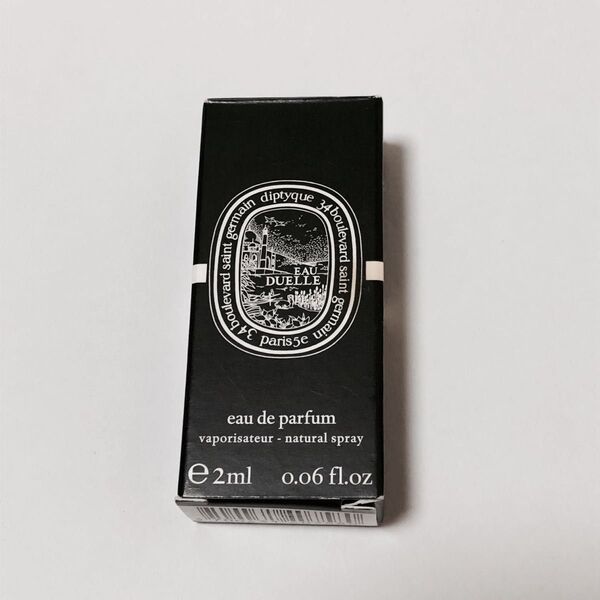 34 boulevard saint germain diptyque 34 boulevard saint germain paris 5e
EAU
DUELLE
eau de parfum
vaporisateur - natural spray
℮ 2ml 0.06 fl.oz